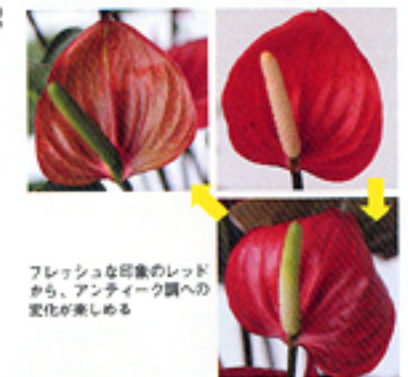 フレッシュな印象のレッド
から、アンティーク調への
変化が楽しめる